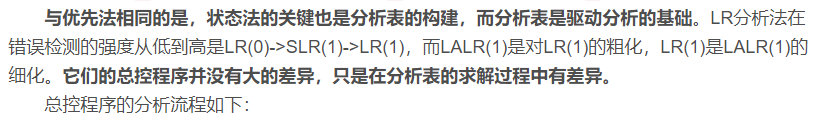 与优先法相同的是，状态法的关键也是分析表的构建，而分析表是驱动分析的基础。LR分析法在
错误检测的强度从低到高是LR(0)->SLR(1)->LR(1)，而LALR(1)是对LR(1)的粗化，LR(1)是LALR(1)的
细化。它们的总控程序并没有大的差异，只是在分析表的求解过程中有差异。
总控程序的分析流程如下：